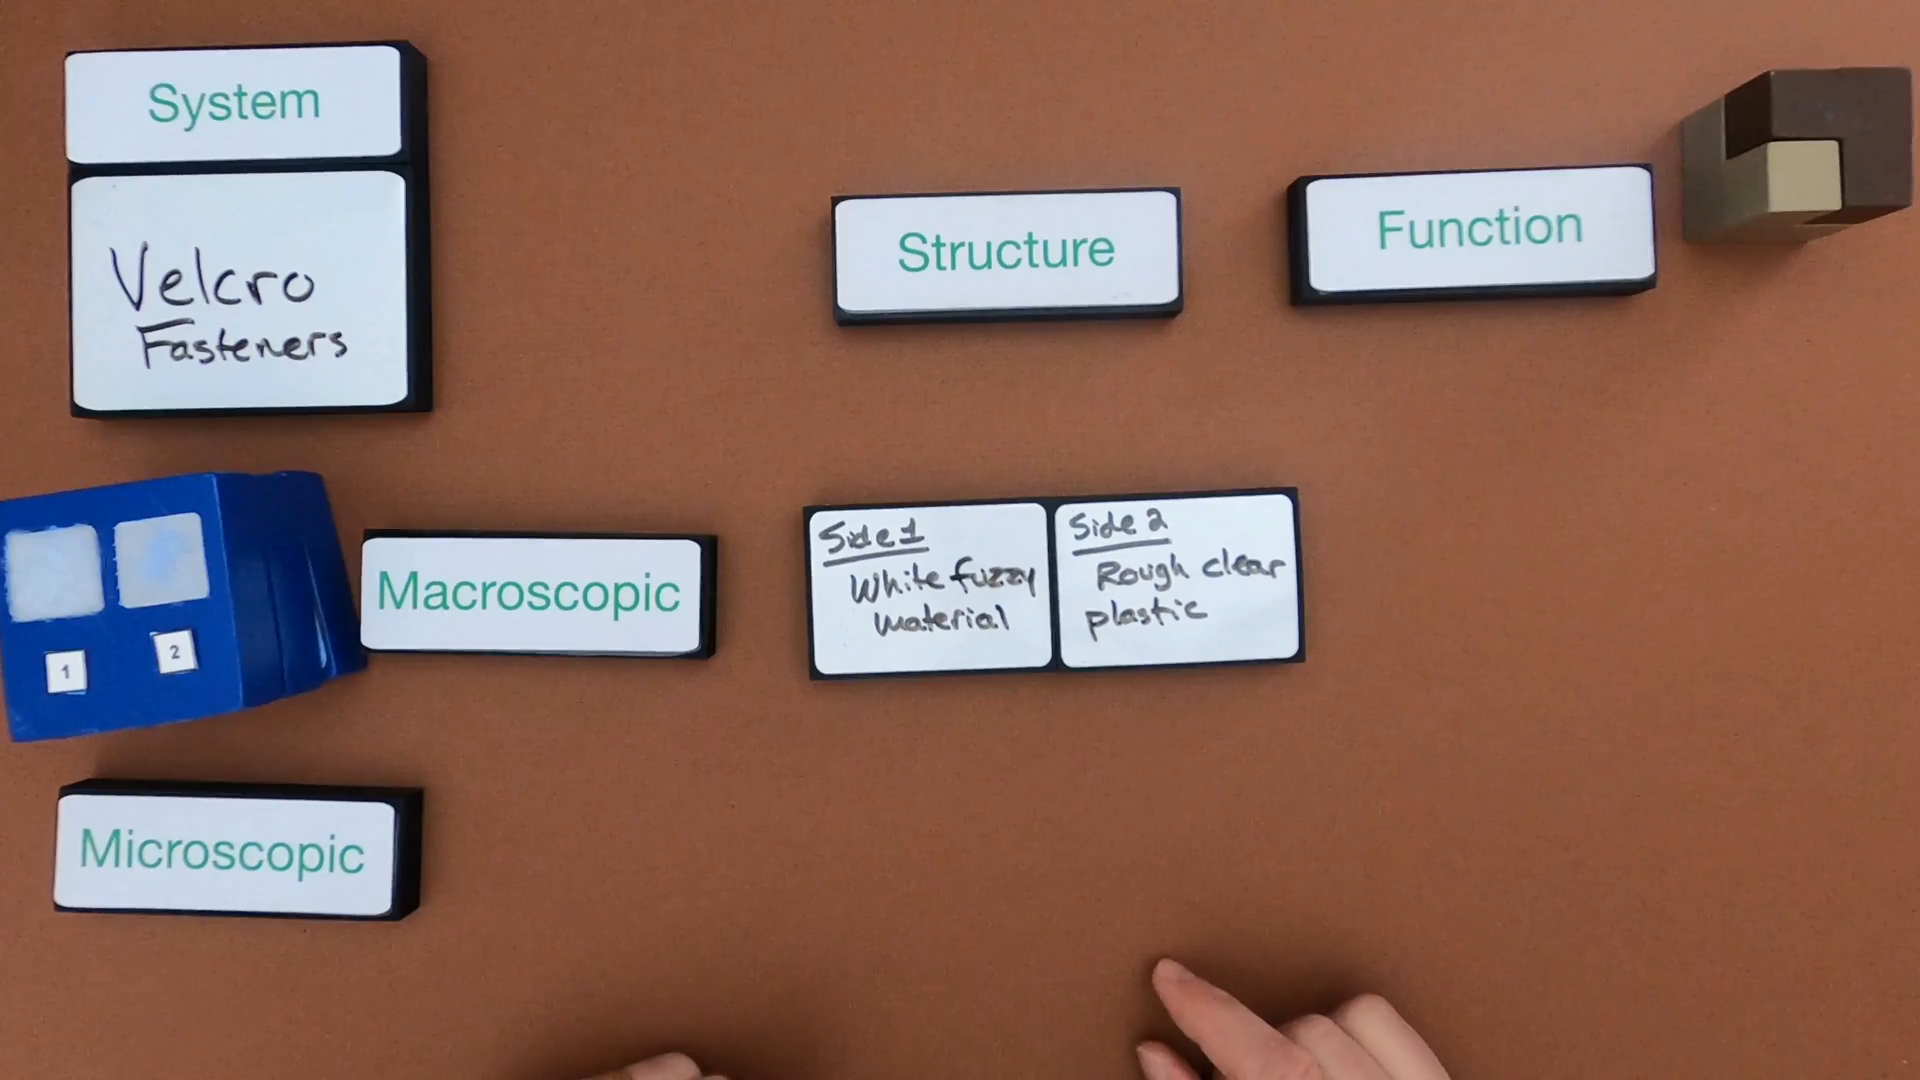 System
Velcro
Fasteners
Structure
Function
1
2
Macroscopic
Side 1
White fuzzy
material
Side 2
Rough clear
plastic
Microscopic